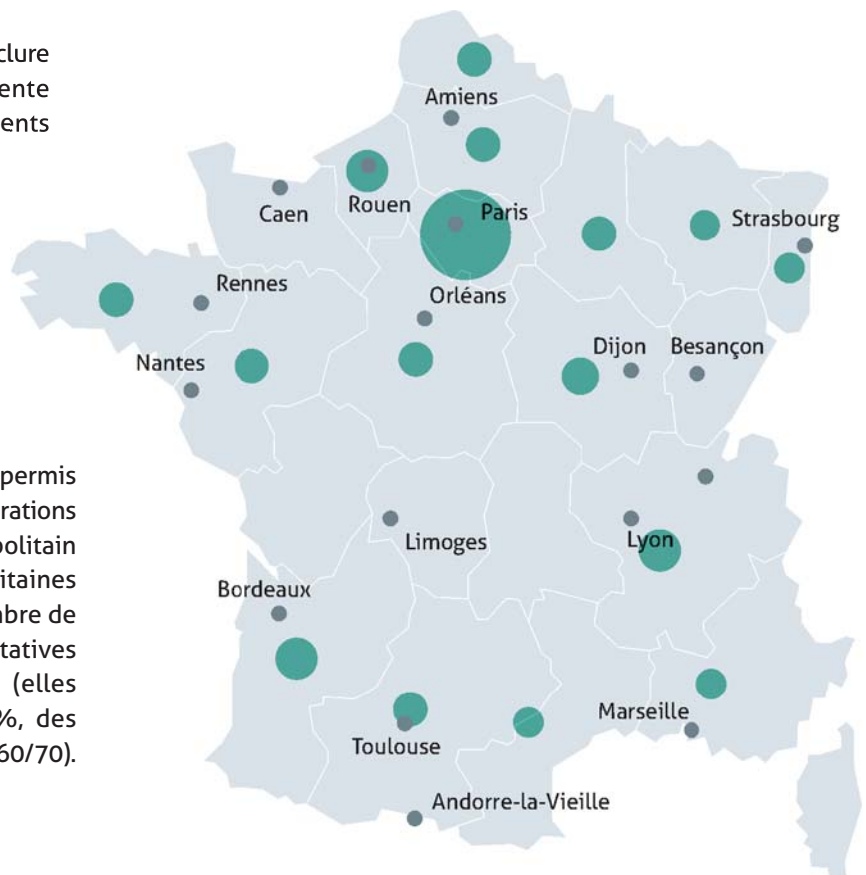 clure
ente
ents
Amiens
Rouen
Caen
Paris
Strasbourg
Rennes
Orléans
Nantes
Dijon
Besançon
permis
rations
politain
itaines
bre de
tatives
(elles
%, des
60/70).
Limoges
Lyon
Bordeaux
Marseille
Toulouse
Andorre-la-Vieille